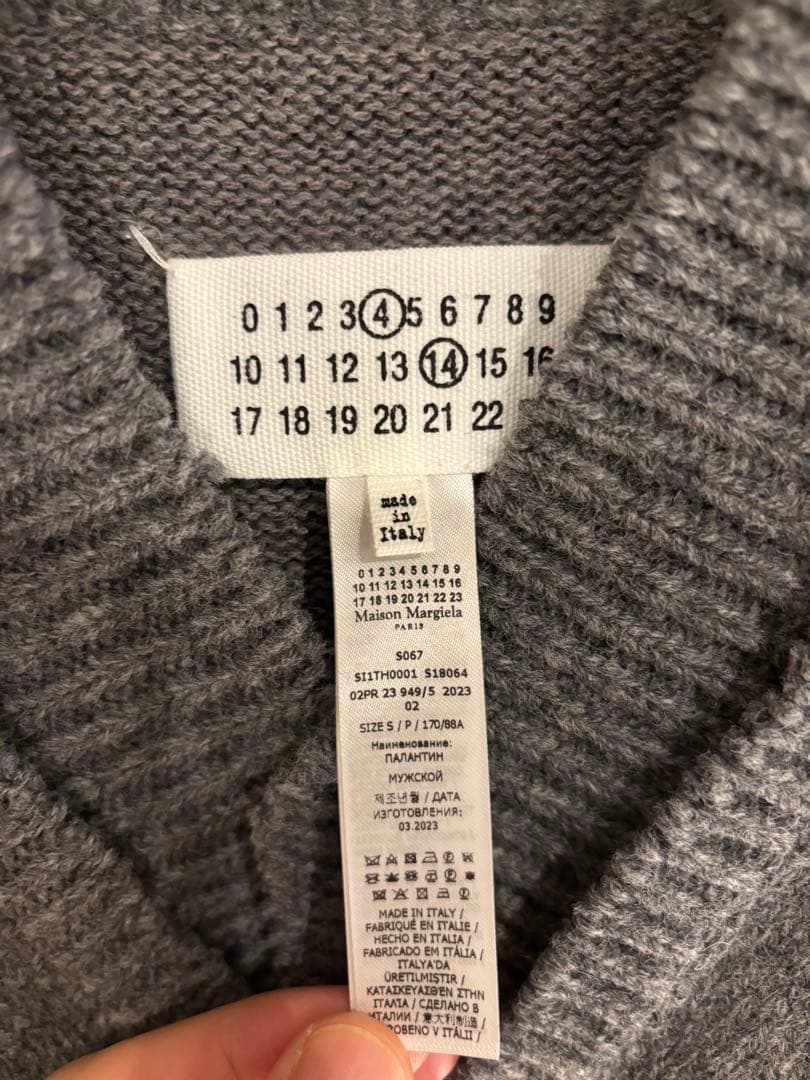 0 1 2 3 4 5 6 7 8 9
10 11 12 13 14 15 16
17 18 19 20 21 22
made
in
Italy
0 1 2 3 4 5 6 7 8 9
10 11 12 13 14 15 16
17 18 19 20 21 22 23
Maison Margiela
PARIS
S067
SI1TH0001 S18064
02PR 23 949/5 2023
02
SIZE S / P / 170/88A
Наименование:
ПАЛАНТИН
МУЖСКОЙ
제조년월 / ДАТА
ИЗГОТОВЛЕНИЯ:
03.2023
MADE IN ITALY /
FABRIQUÉ EN ITALIE /
HECHO EN ITALIA /
FABRICADO EM ITÁLIA /
ITALYA'DA
ÜRETILMIŞTIR /
ΚΑΤΑΣΚΕΥΑΣΘΕΝ ΣΤΗΝ
ΙΤΑΛΙΑ / СДЕЛАНО В
ИТАЛИИ / 意大利制造 /
ROBENO V ITÁLII /